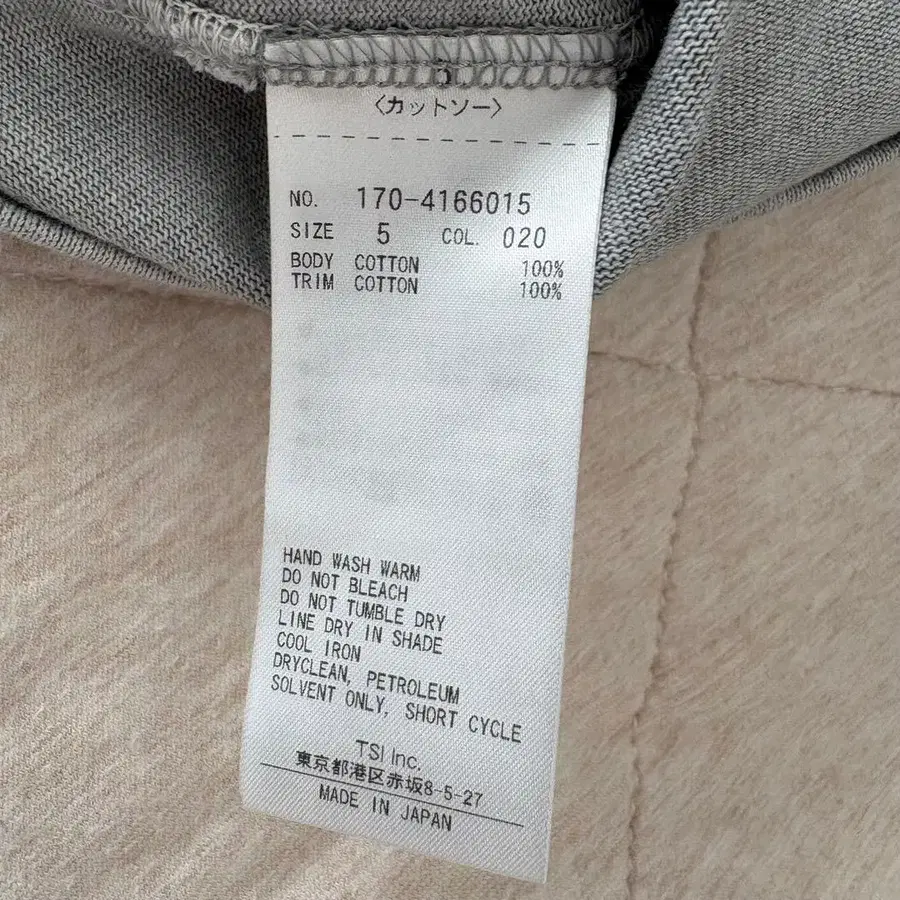 〈カットソー〉
NO. 170-4166015
SIZE 5 COL. 020
BODY COTTON 100%
TRIM COTTON 100%
HAND WASH WARM
DO NOT BLEACH
DO NOT TUMBLE DRY
LINE DRY IN SHADE
COOL IRON
DRYCLEAN, PETROLEUM
SOLVENT ONLY, SHORT CYCLE
TSI Inc.
東京都港区赤坂8-5-27
MADE IN JAPAN